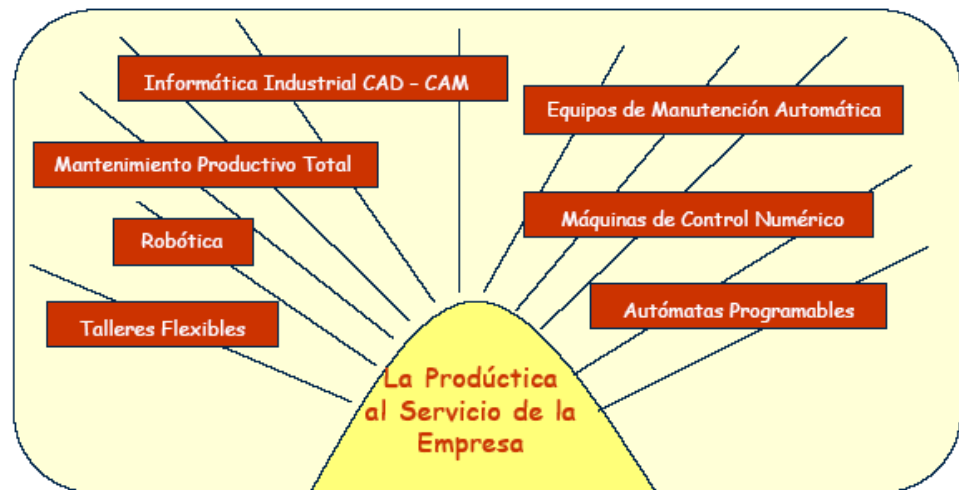 Informática Industrial CAD – CAM
Equipos de Manutención Automática
Mantenimiento Productivo Total
Máquinas de Control Numérico
Robótica
Autómatas Programables
Talleres Flexibles
La Prodúctica
al Servicio de la
Empresa